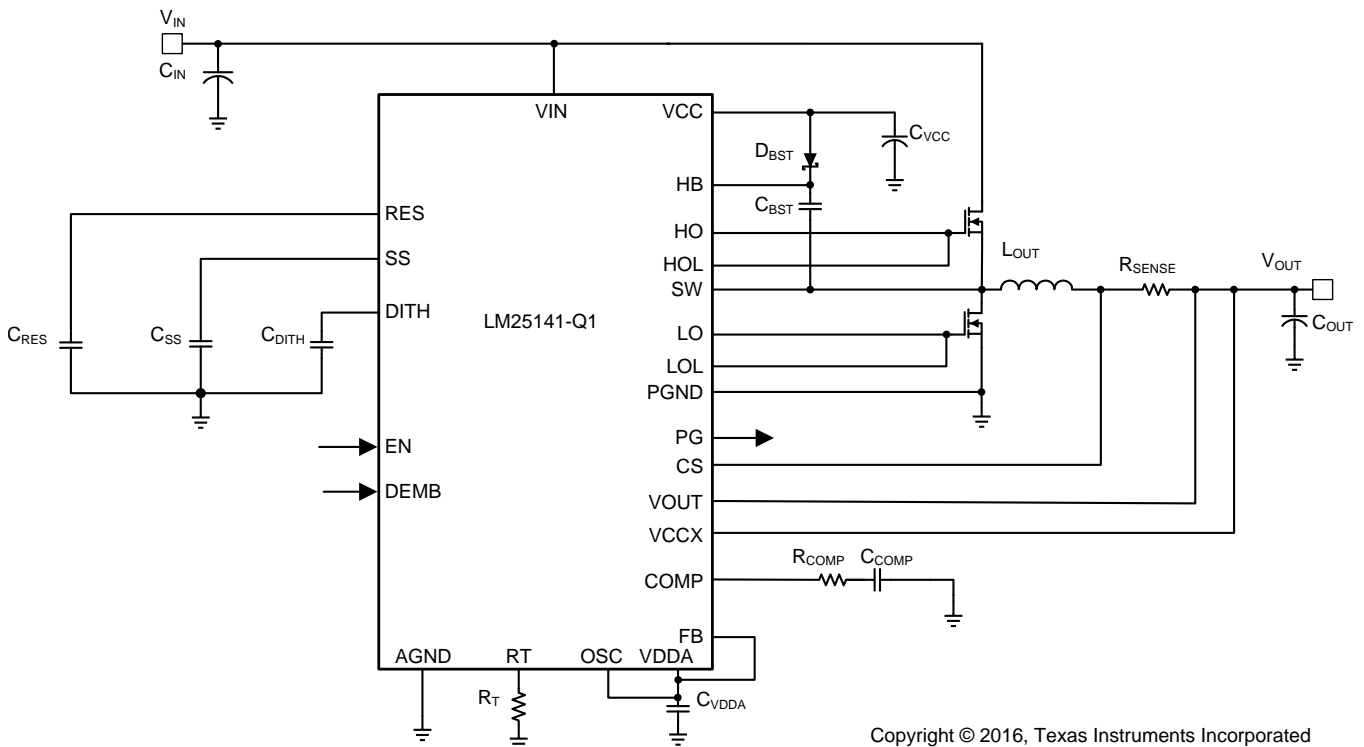 VIN
CIN
VIN
VCC
CVCC
DBST
HB
CBST
RES
HO
LOUT
RSENSE
VOUT
SS
HOL
SW
DITH
LM25141-Q1
LO
COUT
CRES
CSS
CDITH
LOL
PGND
EN
PG
CS
DEMB
VOUT
VCCX
RCOMP
CCOMP
COMP
FB
AGND
RT
OSC
VDDA
RT
CVDDA
Copyright © 2016, Texas Instruments Incorporated